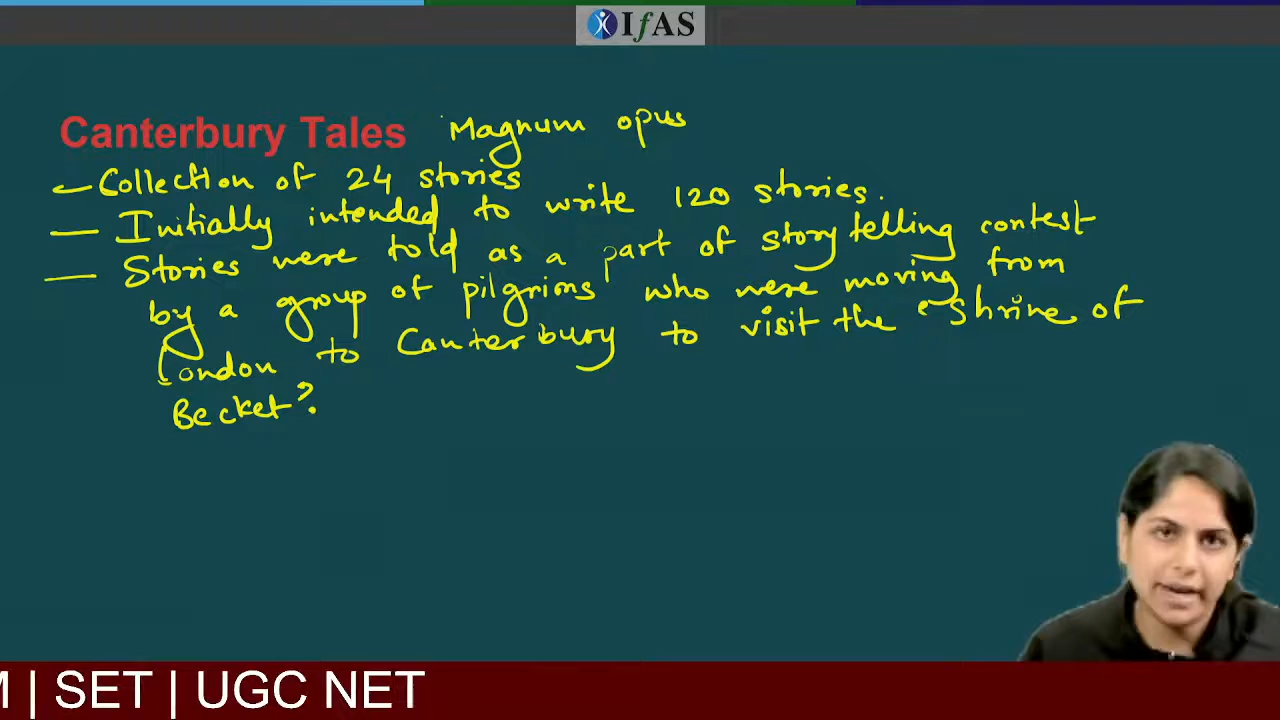 IfAS
Canterbury Tales Magnum opus
— Collection of 24 stories
— Initially intended to write 120 stories.
— Stories were told as a part of storytelling contest
by a group of pilgrims who were moving from
London to Canterbury to visit the shrine of
Becket?
M | SET | UGC NET